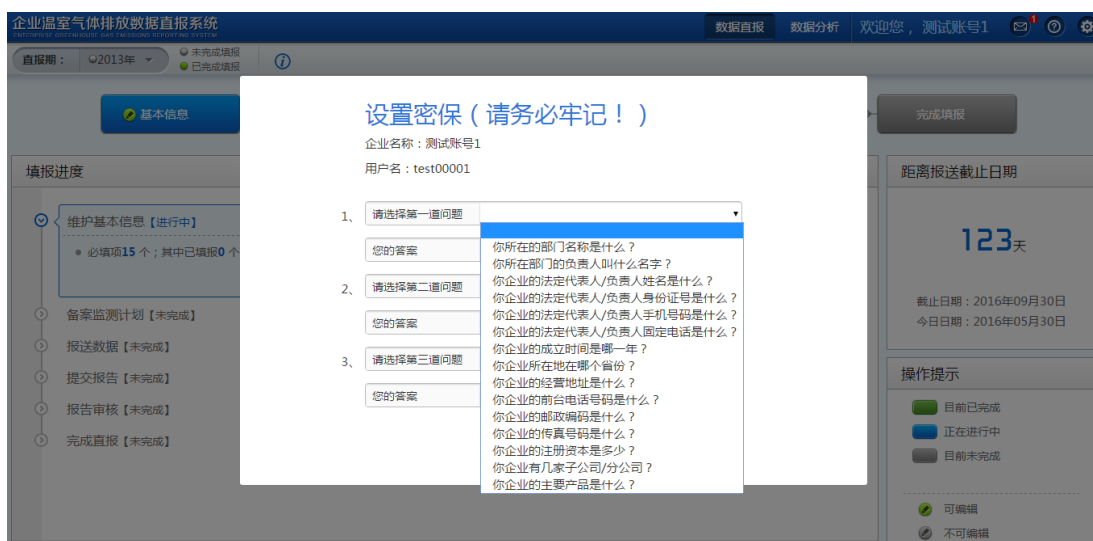 企业温室气体排放数据直报系统
ENTERPRISE GREENHOUSE GAS EMISSIONS REPORTING SYSTEM
数据直报
数据分析
欢迎您，测试账号1
1
直报期：
2013年
未完成填报
已完成填报
基本信息
完成填报
填报进度
维护基本信息【进行中】
必填项15 个；其中已填报0 个
备案监测计划【未完成】
报送数据【未完成】
提交报告【未完成】
报告审核【未完成】
完成直报【未完成】
设置密保（请务必牢记！）
企业名称：测试账号1
用户名：test00001
1、
请选择第一道问题
您的答案
2、
请选择第二道问题
您的答案
3、
请选择第三道问题
您的答案
你所在的部门名称是什么？
你所在部门的负责人叫什么名字？
你企业的法定代表人/负责人姓名是什么？
你企业的法定代表人/负责人身份证号是什么？
你企业的法定代表人/负责人手机号码是什么？
你企业的法定代表人/负责人固定电话是什么？
你企业的成立时间是哪一年？
你企业所在地在哪个省份？
你企业的经营地址是什么？
你企业的前台电话号码是什么？
你企业的邮政编码是什么？
你企业的传真号码是什么？
你企业的注册资本是多少？
你企业有几家子公司/分公司？
你企业的主要产品是什么？
距离报送截止日期
123天
截止日期：2016年09月30日
今日日期：2016年05月30日
操作提示
目前已完成
正在进行中
目前未完成
可编辑
不可编辑